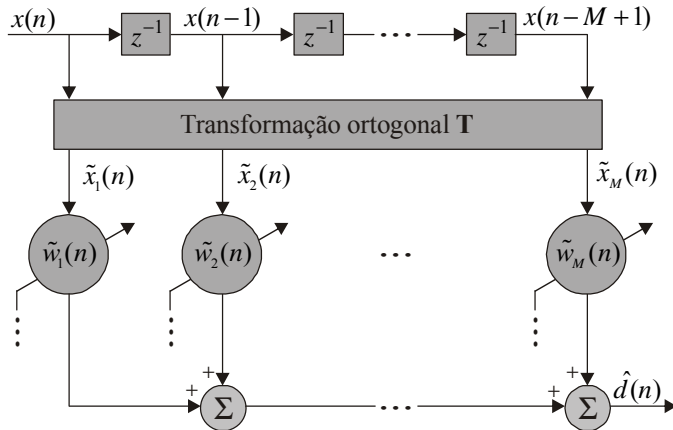 x(n) z⁻¹ x(n−1) z⁻¹ ... z⁻¹ x(n−M+1)
Transformação ortogonal T
x̃₁(n) x̃₂(n) x̃_M(n)
w̃₁(n) w̃₂(n) ... w̃_M(n)
+ +
+ Σ ... + Σ d̂(n)